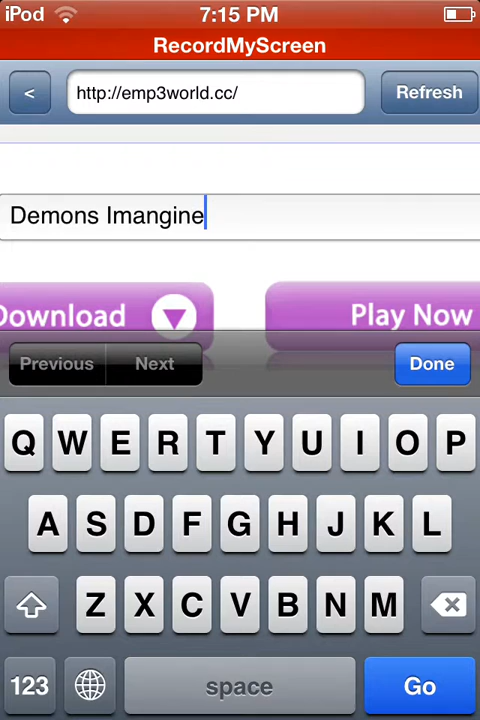 iPod 7:15 PM
RecordMyScreen
< http://emp3world.cc/ Refresh
Demons Imangine
Download Play Now
Previous Next Done
Q W E R T Y U I O P
A S D F G H J K L
Z X C V B N M
123 space Go